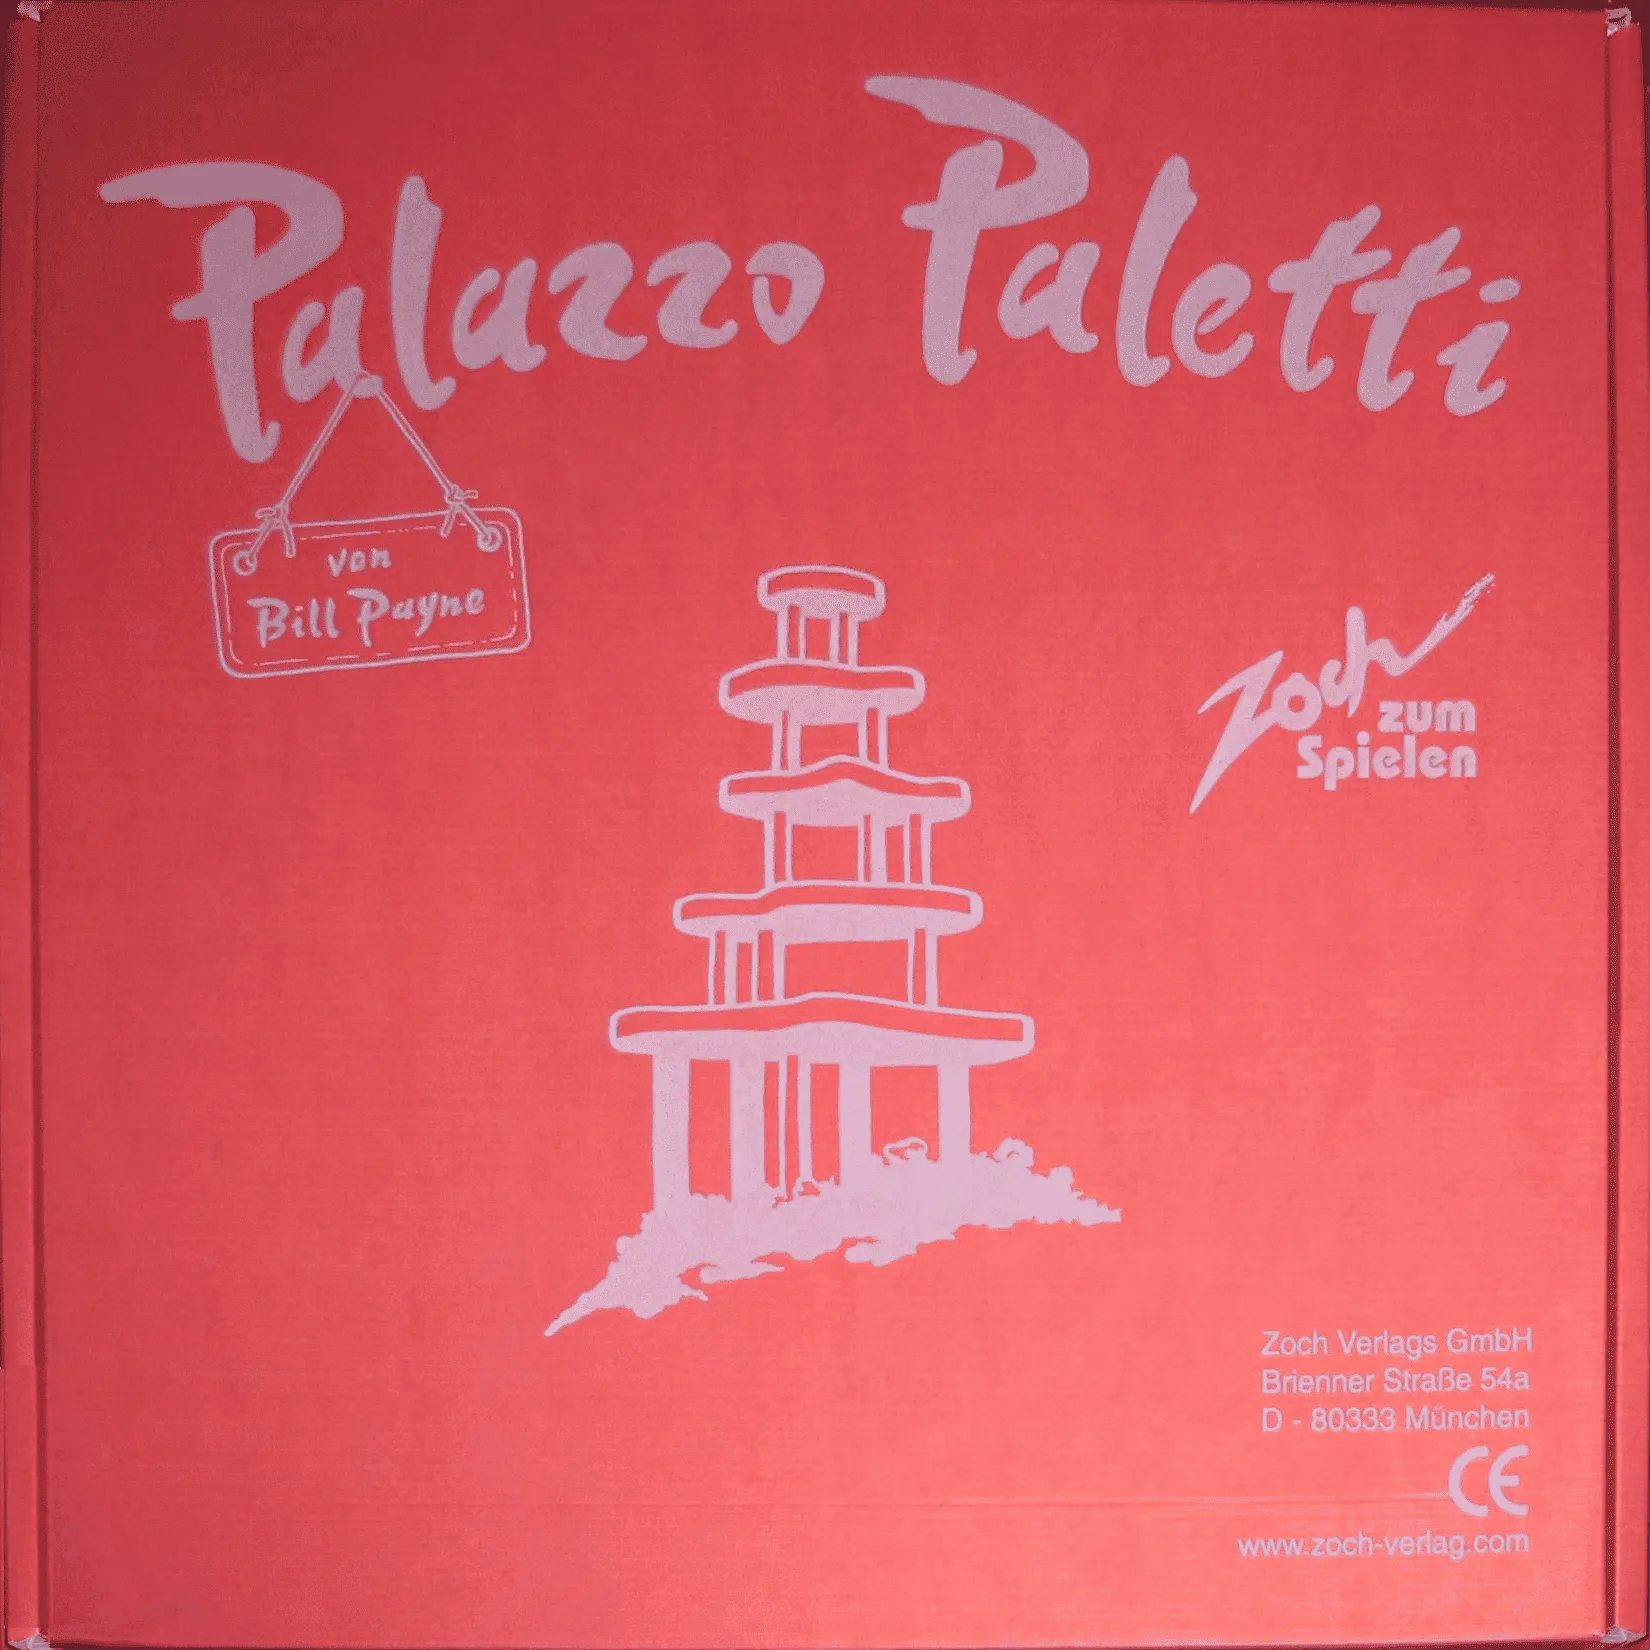 Palazzo Paletti
von
Bill Payne
Zoch
zum
Spielen
Zoch Verlags GmbH
Brienner Straße 54a
D - 80333 München
CE
www.zoch-verlag.com